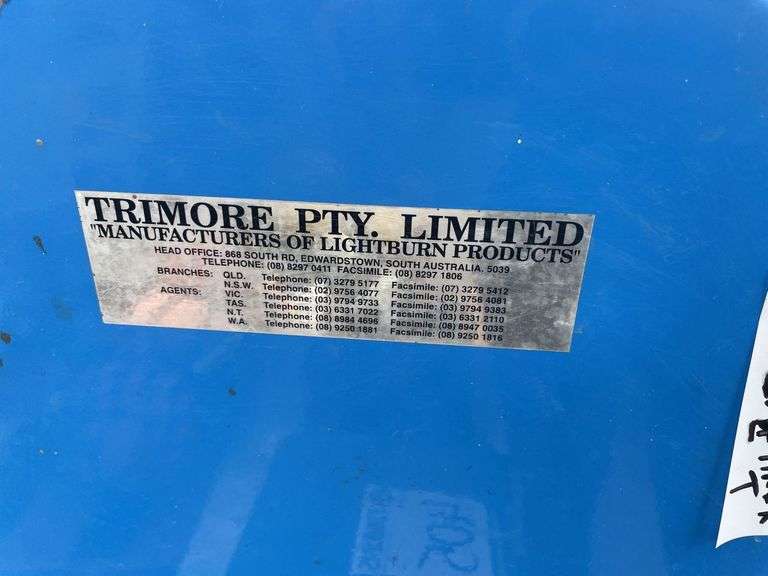 TRIMORE PTY. LIMITED
"MANUFACTURERS OF LIGHTBURN PRODUCTS"
HEAD OFFICE: 868 SOUTH RD, EDWARDSTOWN, SOUTH AUSTRALIA. 5039
TELEPHONE: (08) 8297 0411 FACSIMILE: (08) 8297 1806
BRANCHES: QLD. Telephone: (07) 3279 5177 Facsimile: (07) 3279 5412
N.S.W. Telephone: (02) 9756 4077 Facsimile: (02) 9756 4081
AGENTS: VIC. Telephone: (03) 9794 9733 Facsimile: (03) 9794 9383
TAS. Telephone: (03) 6331 7022 Facsimile: (03) 6331 2110
N.T. Telephone: (08) 8984 4696 Facsimile: (08) 8947 0035
W.A. Telephone: (08) 9250 1881 Facsimile: (08) 9250 1816